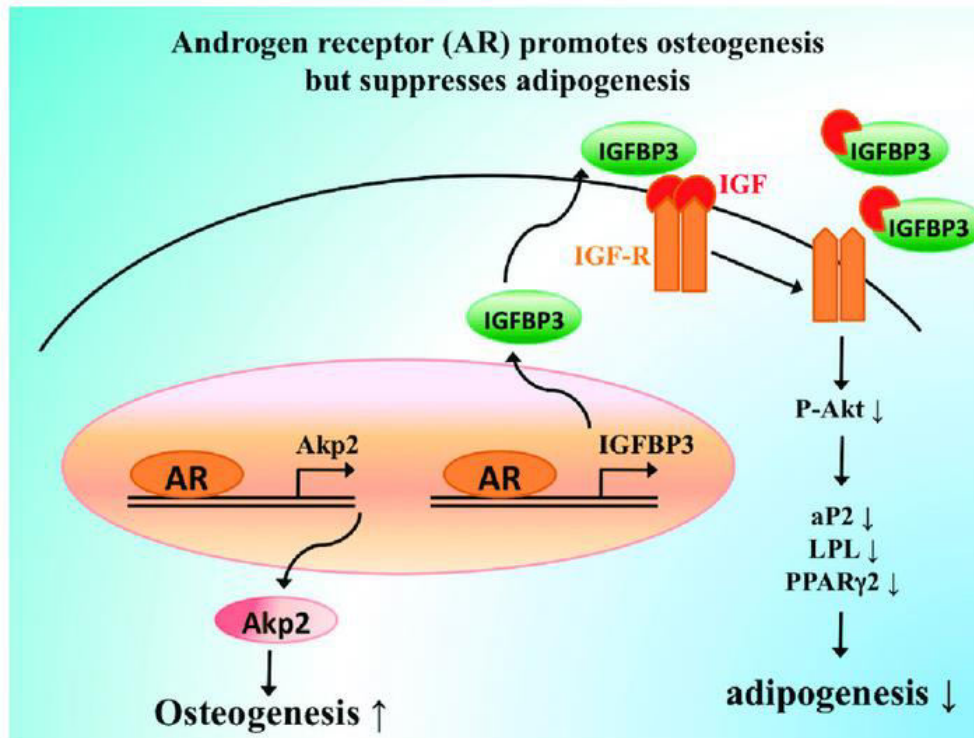 Androgen receptor (AR) promotes osteogenesis
but suppresses adipogenesis
IGFBP3
IGFBP3
IGF
IGFBP3
IGF-R
IGFBP3
P-Akt ↓
Akp2
IGFBP3
AR
AR
aP2 ↓
LPL ↓
PPARγ2 ↓
Akp2
adipogenesis ↓
Osteogenesis ↑